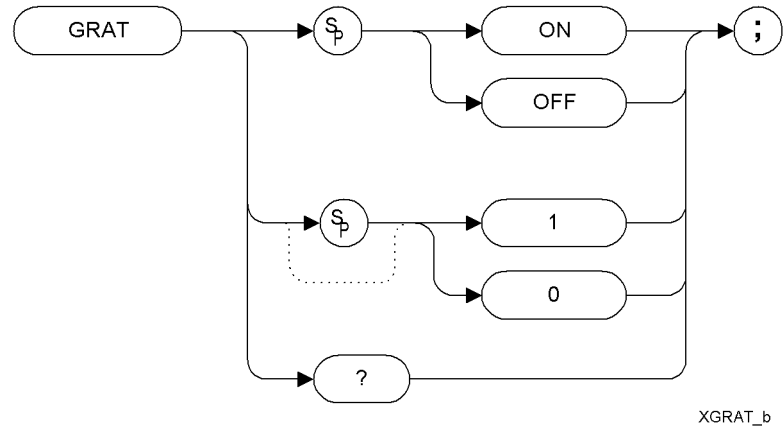 GRAT SP ON ;
OFF
SP 1
0
?
XGRAT_b